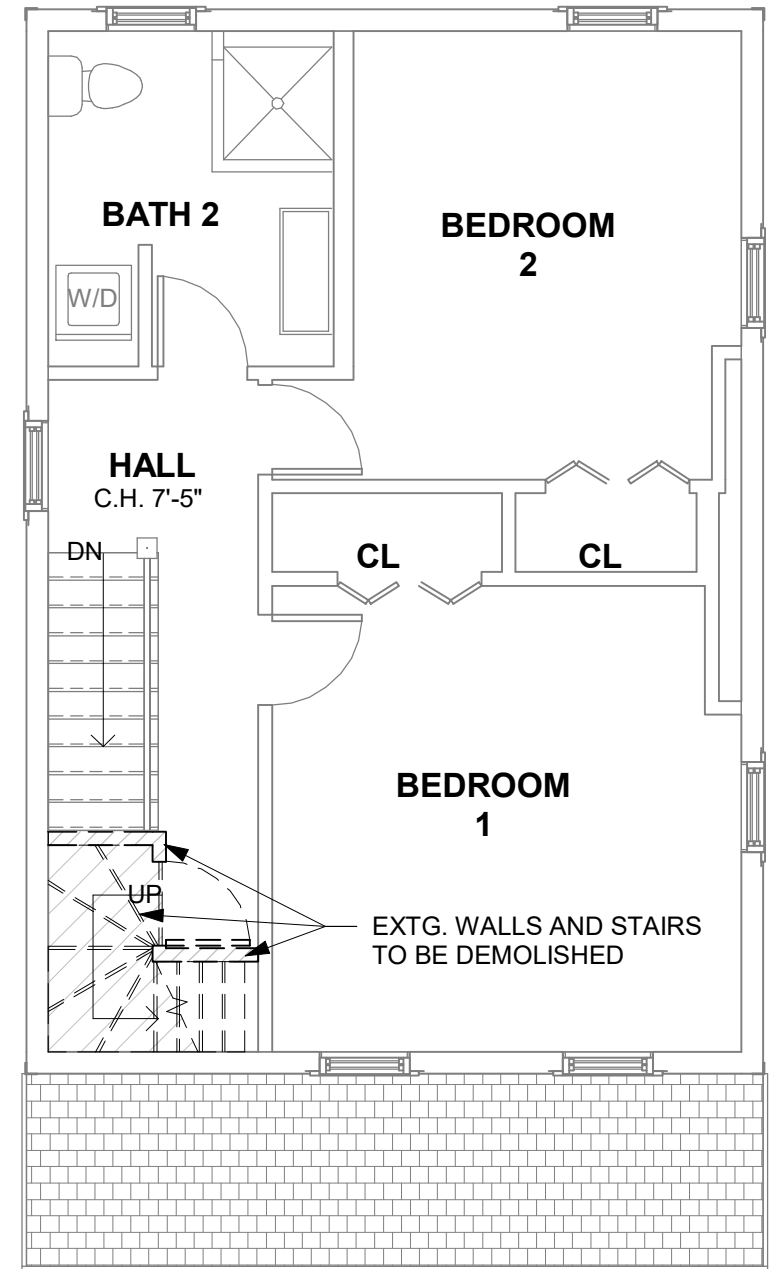 BATH 2
BEDROOM
2
W/D
HALL
C.H. 7'-5"
DN
CL
CL
BEDROOM
1
UP
EXTG. WALLS AND STAIRS
TO BE DEMOLISHED